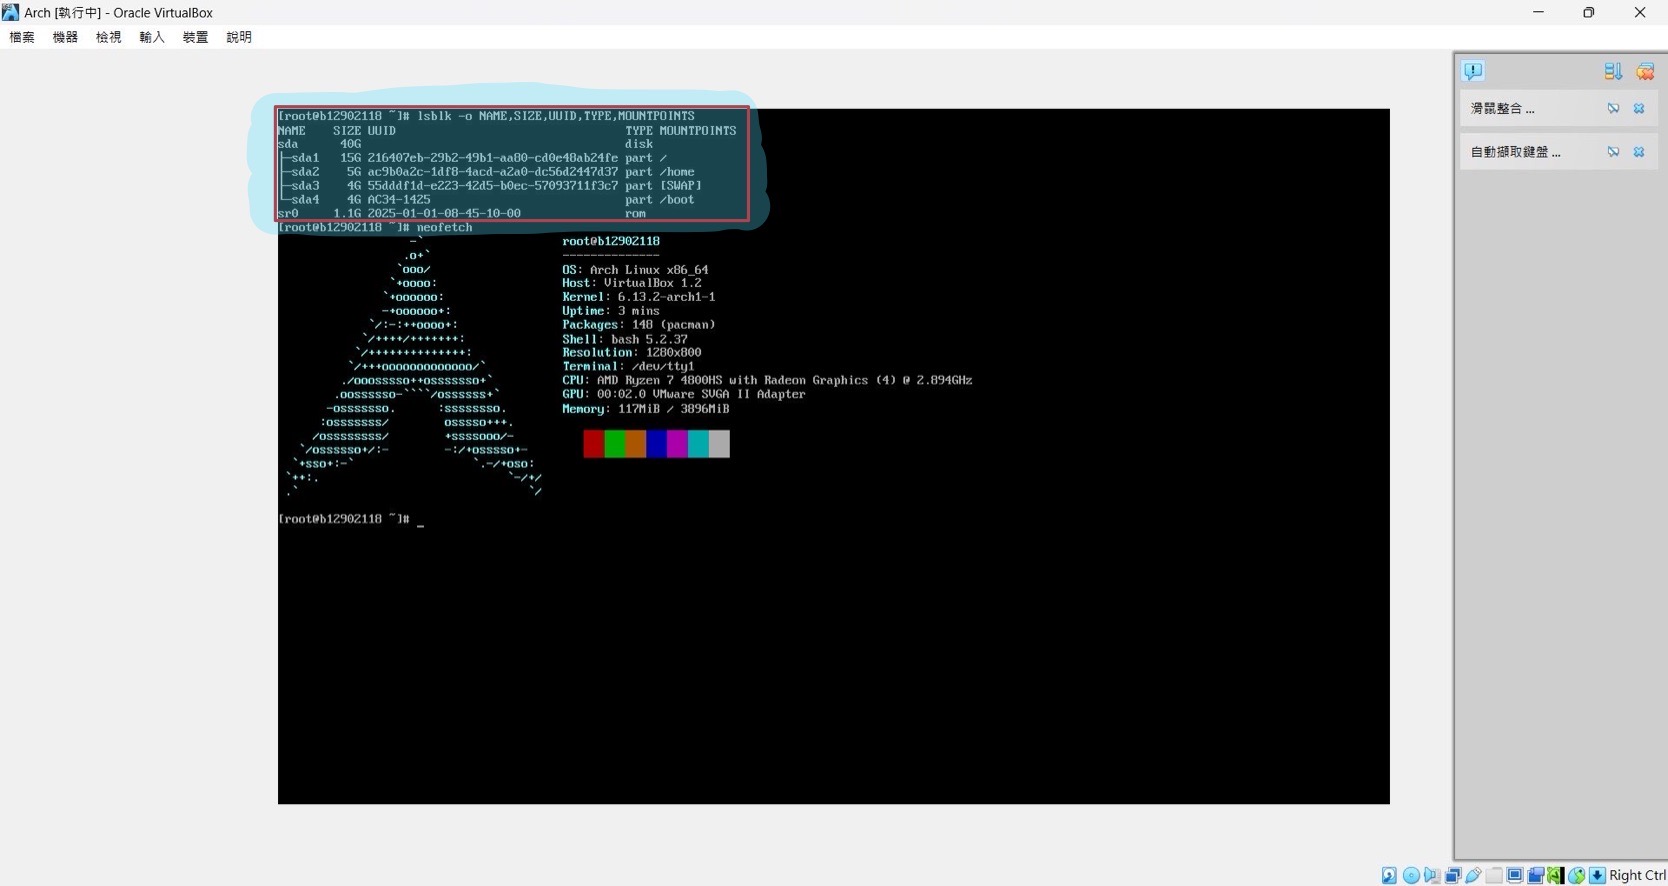 Arch [執行中] - Oracle VirtualBox
檔案 機器 檢視 輸入 裝置 說明
滑鼠整合 ...
自動擷取鍵盤 ...
[root@b12902118 ~]# lsblk -o NAME,SIZE,UUID,TYPE,MOUNTPOINTS
NAME SIZE UUID TYPE MOUNTPOINTS
sda 40G disk
├─sda1 15G 216407eb-29b2-49b1-aa80-cd0e48ab24fe part /
├─sda2 5G ac9b0a2c-1df8-4acd-a2a0-dc56d2447d37 part /home
├─sda3 4G 55dddf1d-e223-42d5-b0ec-57093711f3c7 part [SWAP]
└─sda4 4G AC34-1425 part /boot
sr0 1.1G 2025-01-01-08-45-10-00 rom
[root@b12902118 ~]# neofetch
root@b12902118
--------------
OS: Arch Linux x86_64
Host: VirtualBox 1.2
Kernel: 6.13.2-arch1-1
Uptime: 3 mins
Packages: 148 (pacman)
Shell: bash 5.2.37
Resolution: 1280x800
Terminal: /dev/tty1
CPU: AMD Ryzen 7 4800HS with Radeon Graphics (4) @ 2.894GHz
GPU: 00:02.0 VMware SVGA II Adapter
Memory: 117MiB / 3896MiB
[root@b12902118 ~]# _
Right Ctrl